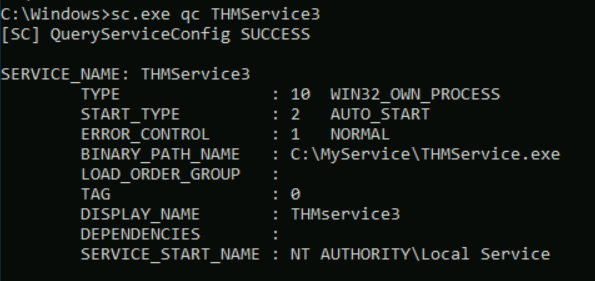 C:\Windows>sc.exe qc THMService3
[SC] QueryServiceConfig SUCCESS
SERVICE_NAME: THMService3
TYPE : 10 WIN32_OWN_PROCESS
START_TYPE : 2 AUTO_START
ERROR_CONTROL : 1 NORMAL
BINARY_PATH_NAME : C:\MyService\THMService.exe
LOAD_ORDER_GROUP :
TAG : 0
DISPLAY_NAME : THMservice3
DEPENDENCIES :
SERVICE_START_NAME : NT AUTHORITY\Local Service